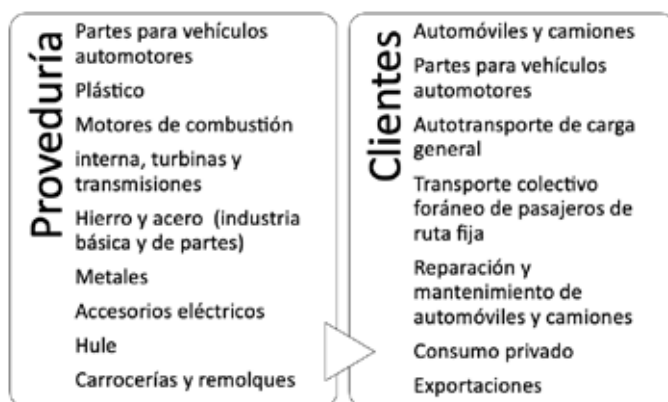 Proveduría
Partes para vehículos
automotores
Plástico
Motores de combustión
interna, turbinas y
transmisiones
Hierro y acero (industria
básica y de partes)
Metales
Accesorios eléctricos
Hule
Carrocerías y remolques
Clientes
Automóviles y camiones
Partes para vehículos
automotores
Autotransporte de carga
general
Transporte colectivo
foráneo de pasajeros de
ruta fija
Reparación y
mantenimiento de
automóviles y camiones
Consumo privado
Exportaciones